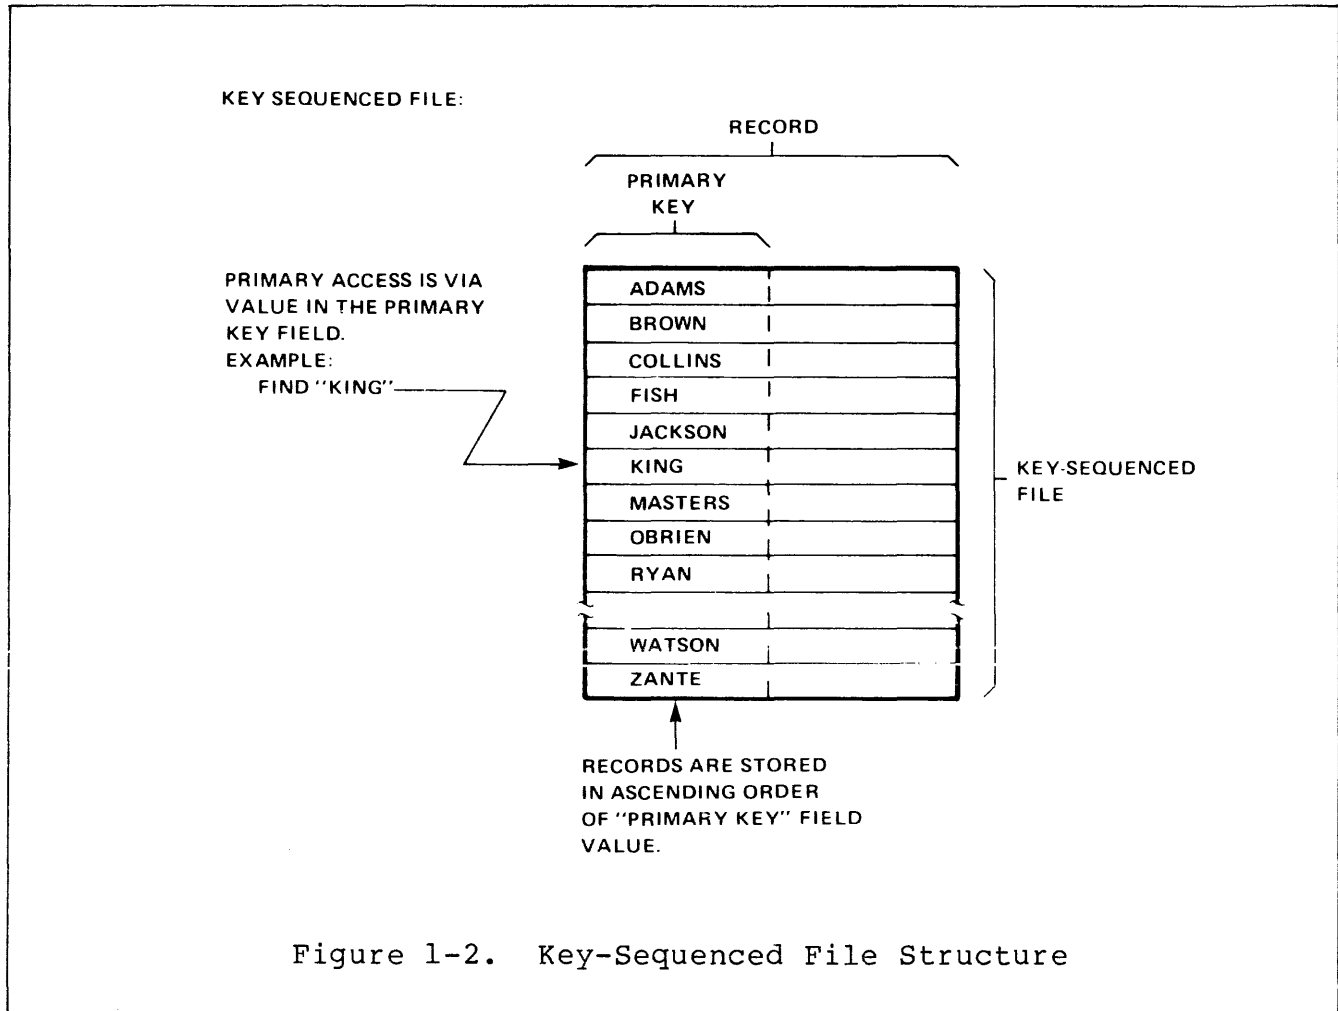 KEY SEQUENCED FILE:
RECORD
PRIMARY
KEY
PRIMARY ACCESS IS VIA
VALUE IN THE PRIMARY
KEY FIELD.
EXAMPLE:
FIND "KING"
ADAMS
BROWN
COLLINS
FISH
JACKSON
KING
MASTERS
OBRIEN
RYAN
WATSON
ZANTE
KEY-SEQUENCED
FILE
RECORDS ARE STORED
IN ASCENDING ORDER
OF "PRIMARY KEY" FIELD
VALUE.
Figure 1-2. Key-Sequenced File Structure